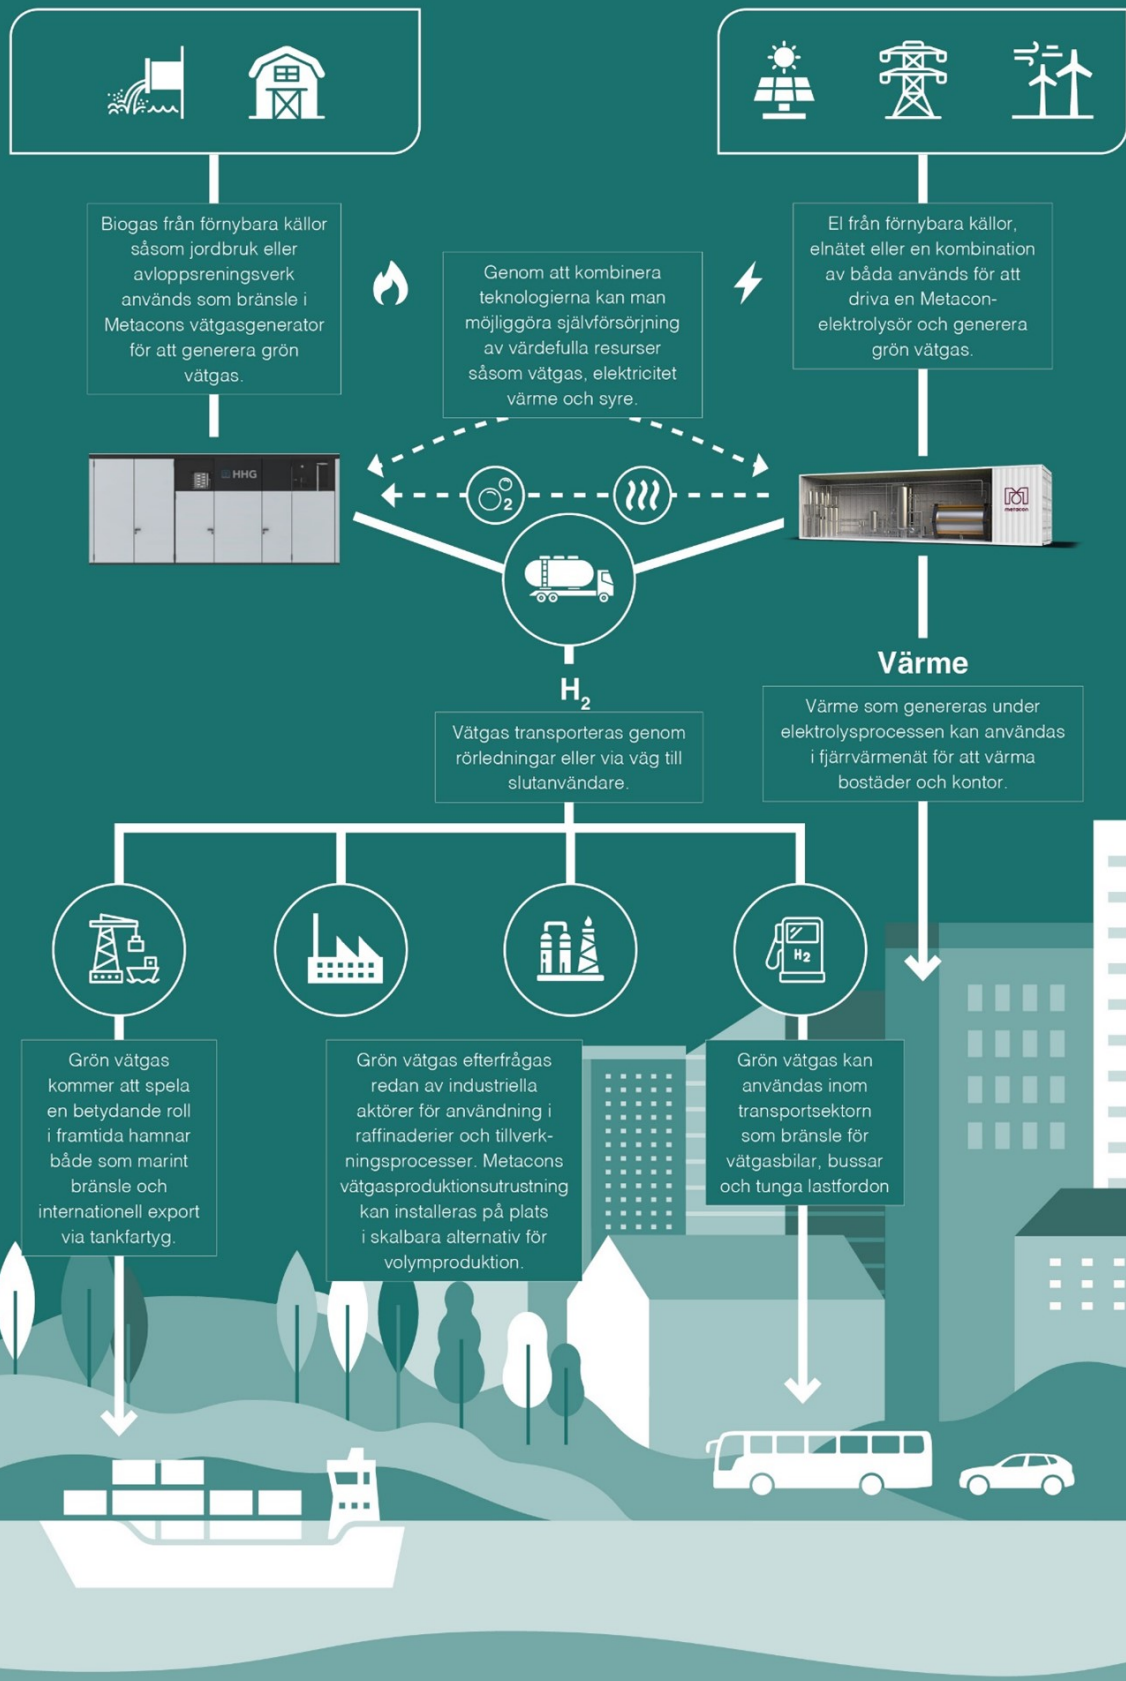 Biogas från förnybara källor
såsom jordbruk eller
avloppsreningsverk
används som bränsle i
Metacons vätgasgenerator
för att generera grön
vätgas.
Genom att kombinera
teknologierna kan man
möjliggöra självförsörjning
av värdefulla resurser
såsom vätgas, elektricitet
värme och syre.
El från förnybara källor,
elnätet eller en kombination
av båda används för att
driva en Metacon-
elektrolysör och generera
grön vätgas.
HHG
2
metacon
H2
Vätgas transporteras genom
rörledningar eller via väg till
slutanvändare.
Värme
Värme som genereras under
elektrolysprocessen kan användas
i fjärrvärmenät för att värma
bostäder och kontor.
H2
Grön vätgas
kommer att spela
en betydande roll
i framtida hamnar
både som marint
bränsle och
internationell export
via tankfartyg.
Grön vätgas efterfrågas
redan av industriella
aktörer för användning i
raffinaderier och tillverk-
ningsprocesser. Metacons
vätgasproduktionsutrustning
kan installeras på plats
i skalbara alternativ för
volymproduktion.
Grön vätgas kan
användas inom
transportsektorn
som bränsle för
vätgasbilar, bussar
och tunga lastfordon